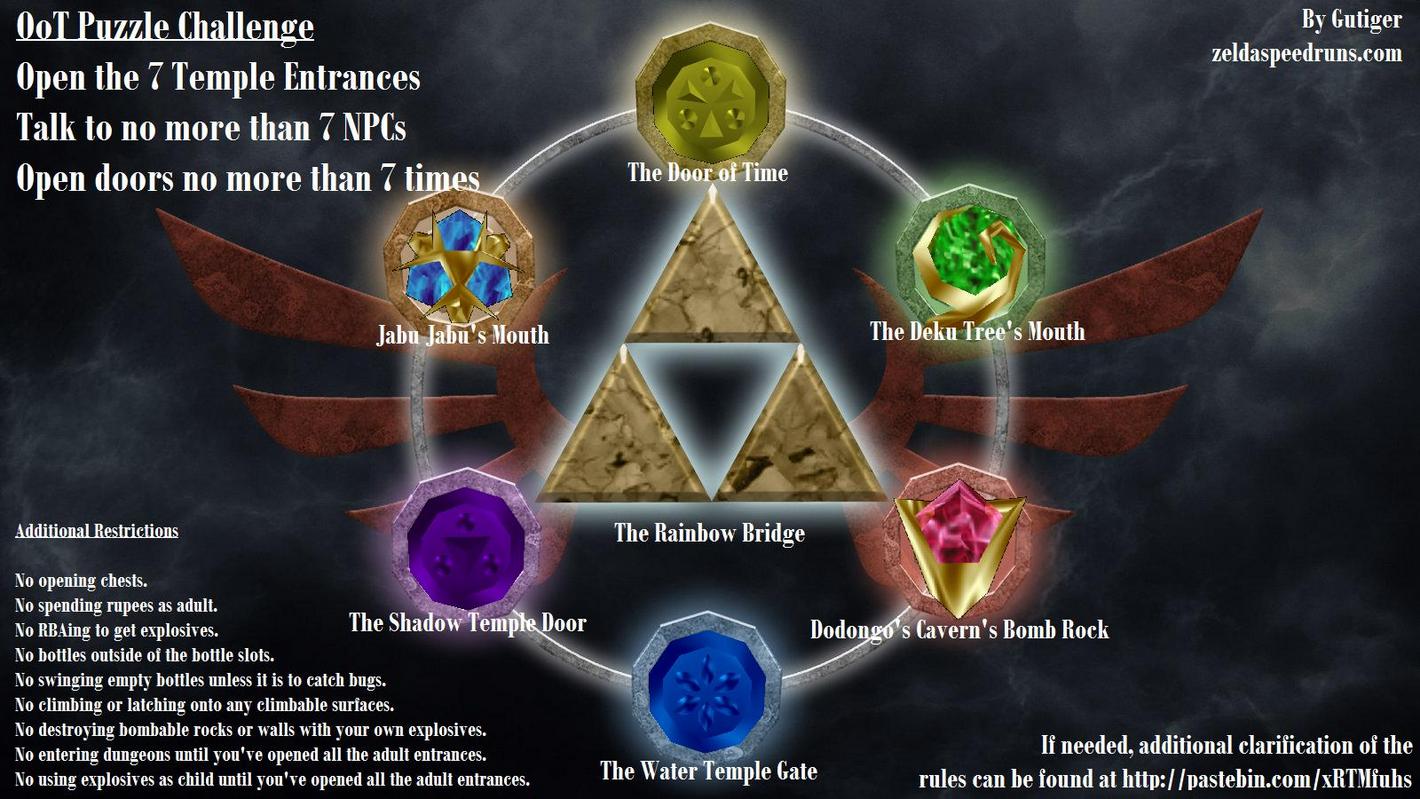 OoT Puzzle Challenge
Open the 7 Temple Entrances
Talk to no more than 7 NPCs
Open doors no more than 7 times
By Gutiger
zeldaspeedruns.com
The Door of Time
Jabu Jabu's Mouth
The Deku Tree's Mouth
The Rainbow Bridge
The Shadow Temple Door
Dodongo's Cavern's Bomb Rock
The Water Temple Gate
Additional Restrictions
No opening chests.
No spending rupees as adult.
No RBAing to get explosives.
No bottles outside of the bottle slots.
No swinging empty bottles unless it is to catch bugs.
No climbing or latching onto any climbable surfaces.
No destroying bombable rocks or walls with your own explosives.
No entering dungeons until you've opened all the adult entrances.
No using explosives as child until you've opened all the adult entrances.
If needed, additional clarification of the
rules can be found at http://pastebin.com/xRTMfuhs